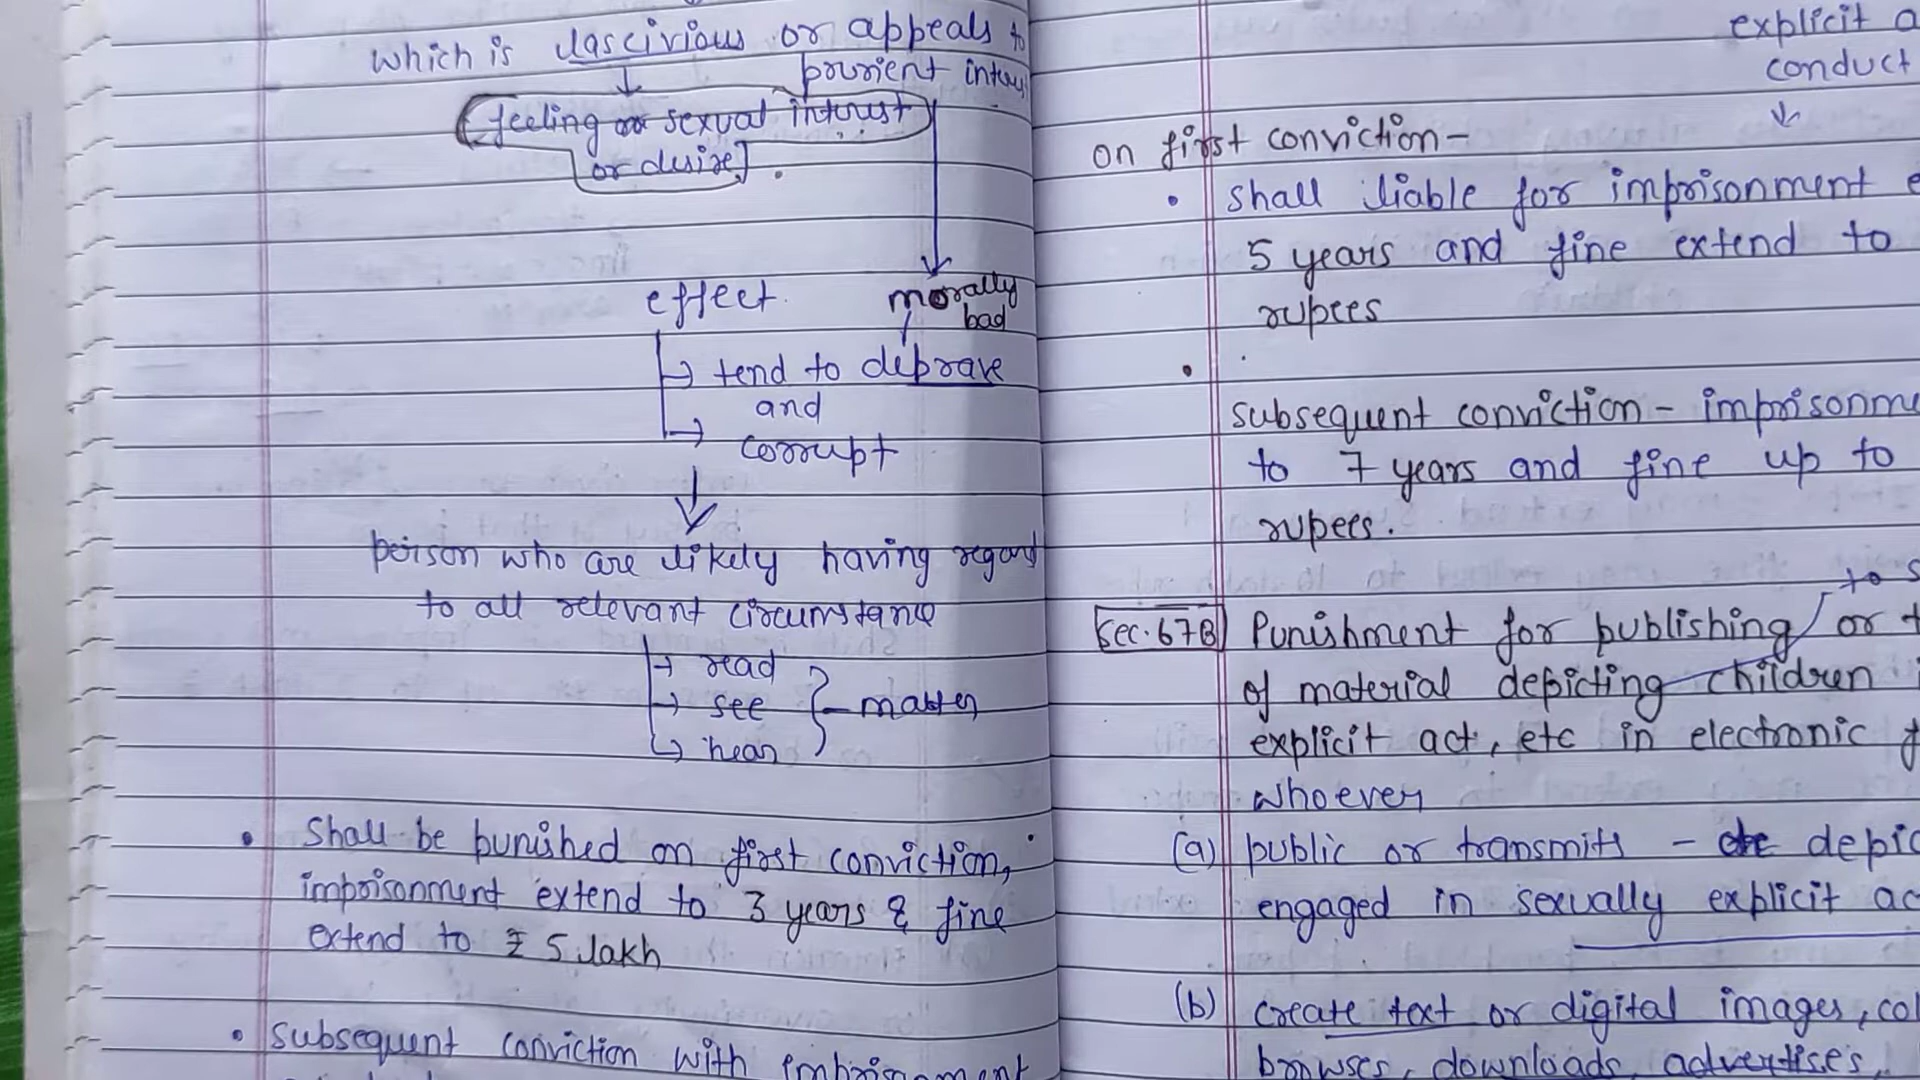 which is lascivious or appeals to
prurient
(feeling or sexual interest
or desire].
effect.
morally
bad
→ tend to deprave
and
→ corrupt
person who are likely having regard
to all relevant circumstance
→ read
→ see } matter
→ hear
• Shall be punished on first conviction,
imprisonment extend to 3 years & fine
extend to ₹ 5 lakh
• Subsequent conviction with imprisonment
explicit a
conduct
on first conviction -
• shall liable for imprisonment e
5 years and fine extend to
rupees
•
subsequent conviction - imprisonme
to 7 years and fine up to
rupees.
to s
Sec. 67B Punishment for publishing / or t
of material depicting children
explicit act, etc in electronic f
whoever
(a) public or transmits - depic
engaged in sexually explicit ac
(b) create text or digital images, col
browses, downloads, advertises,